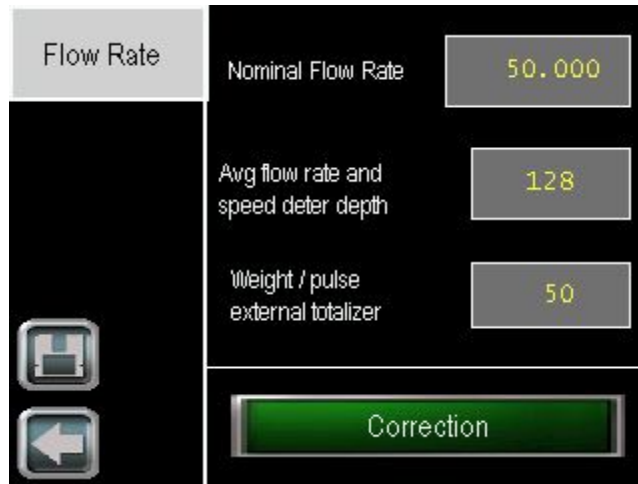 Flow Rate
Nominal Flow Rate
50.000
Avg flow rate and
speed deter depth
128
Weight / pulse
external totalizer
50
Correction